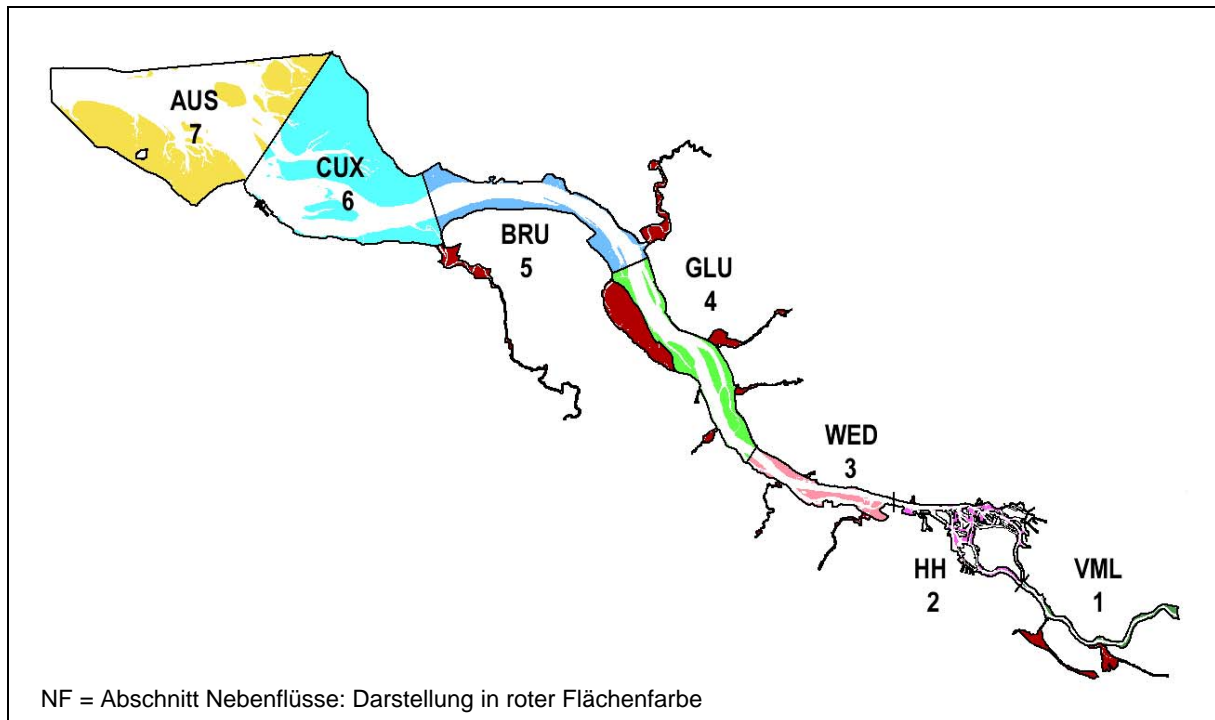 AUS
7
CUX
6
BRU
5
GLU
4
WED
3
HH
2
VML
1
NF = Abschnitt Nebenflüsse: Darstellung in roter Flächenfarbe